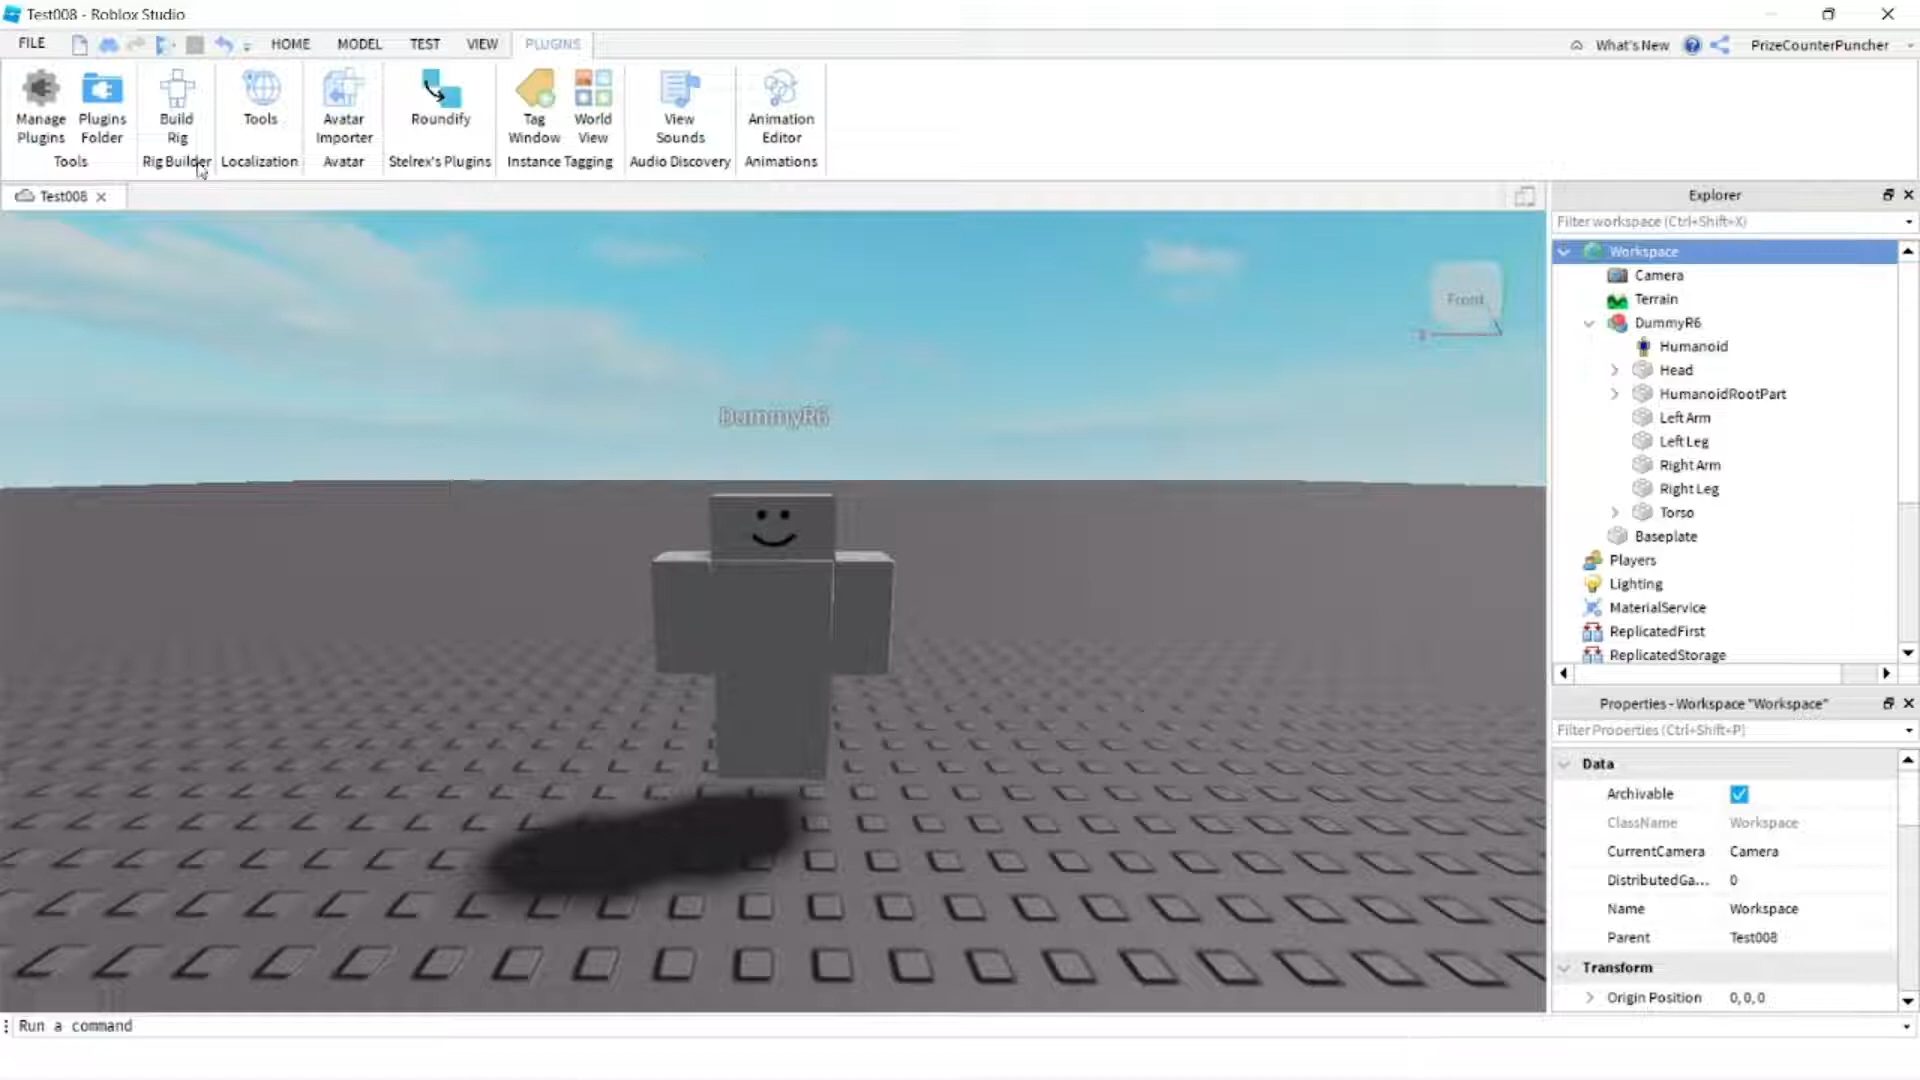 Test008 - Roblox Studio
FILE HOME MODEL TEST VIEW PLUGINS What's New PrizeCounterPuncher
Manage Plugins
Plugins Folder
Tools
Build Rig
Rig Builder
Tools
Localization
Avatar Importer
Avatar
Roundify
Stelrex's Plugins
Tag Window
World View
Instance Tagging
View Sounds
Audio Discovery
Animation Editor
Animations
Test008
Front
DummyR6
Explorer
Filter workspace (Ctrl+Shift+X)
Workspace
Camera
Terrain
DummyR6
Humanoid
Head
HumanoidRootPart
Left Arm
Left Leg
Right Arm
Right Leg
Torso
Baseplate
Players
Lighting
MaterialService
ReplicatedFirst
ReplicatedStorage
Properties - Workspace "Workspace"
Filter Properties (Ctrl+Shift+P)
Data
Archivable
ClassName Workspace
CurrentCamera Camera
DistributedGa... 0
Name Workspace
Parent Test008
Transform
Origin Position 0, 0, 0
Run a command